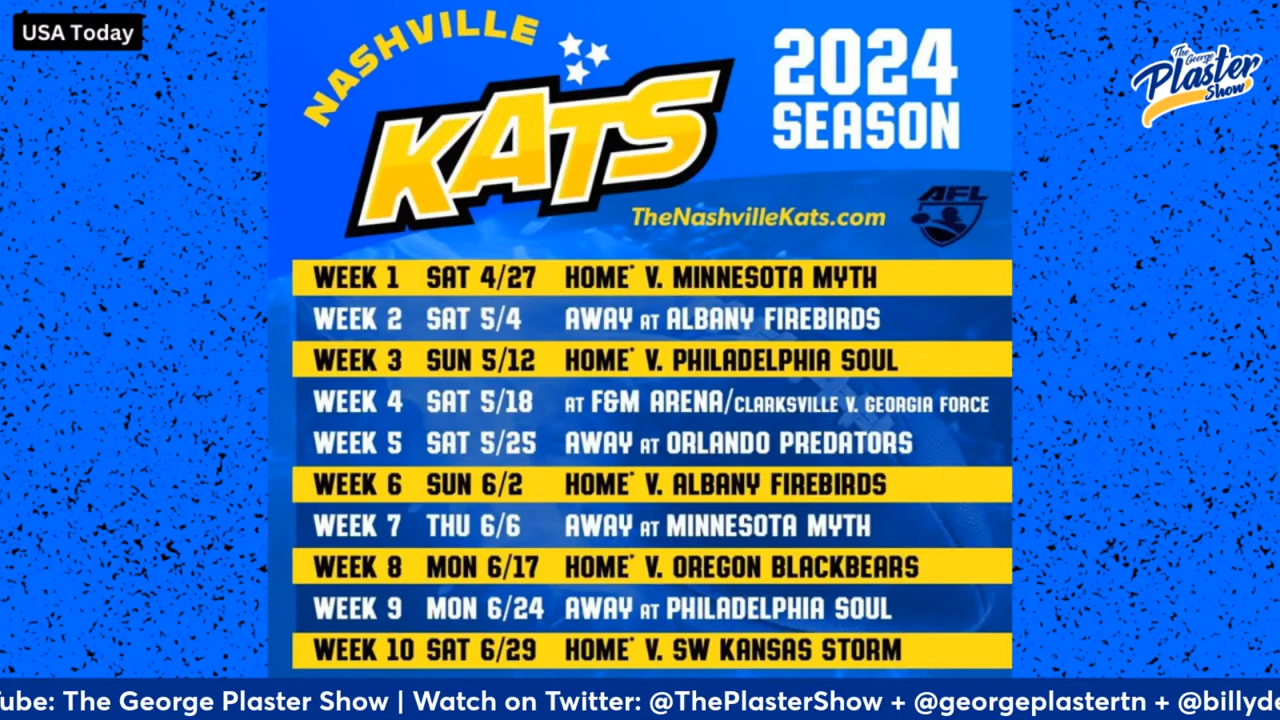 USA Today
NASHVILLE
KATS
2024
SEASON
The George
Plaster
Show
TheNashvilleKats.com
AFL
WEEK 1 SAT 4/27 HOME* V. MINNESOTA MYTH
WEEK 2 SAT 5/4 AWAY AT ALBANY FIREBIRDS
WEEK 3 SUN 5/12 HOME* V. PHILADELPHIA SOUL
WEEK 4 SAT 5/18 AT F&M ARENA/CLARKSVILLE V. GEORGIA FORCE
WEEK 5 SAT 5/25 AWAY AT ORLANDO PREDATORS
WEEK 6 SUN 6/2 HOME* V. ALBANY FIREBIRDS
WEEK 7 THU 6/6 AWAY AT MINNESOTA MYTH
WEEK 8 MON 6/17 HOME* V. OREGON BLACKBEARS
WEEK 9 MON 6/24 AWAY AT PHILADELPHIA SOUL
WEEK 10 SAT 6/29 HOME* V. SW KANSAS STORM
Tube: The George Plaster Show | Watch on Twitter: @ThePlasterShow + @georgeplastertn + @billyde